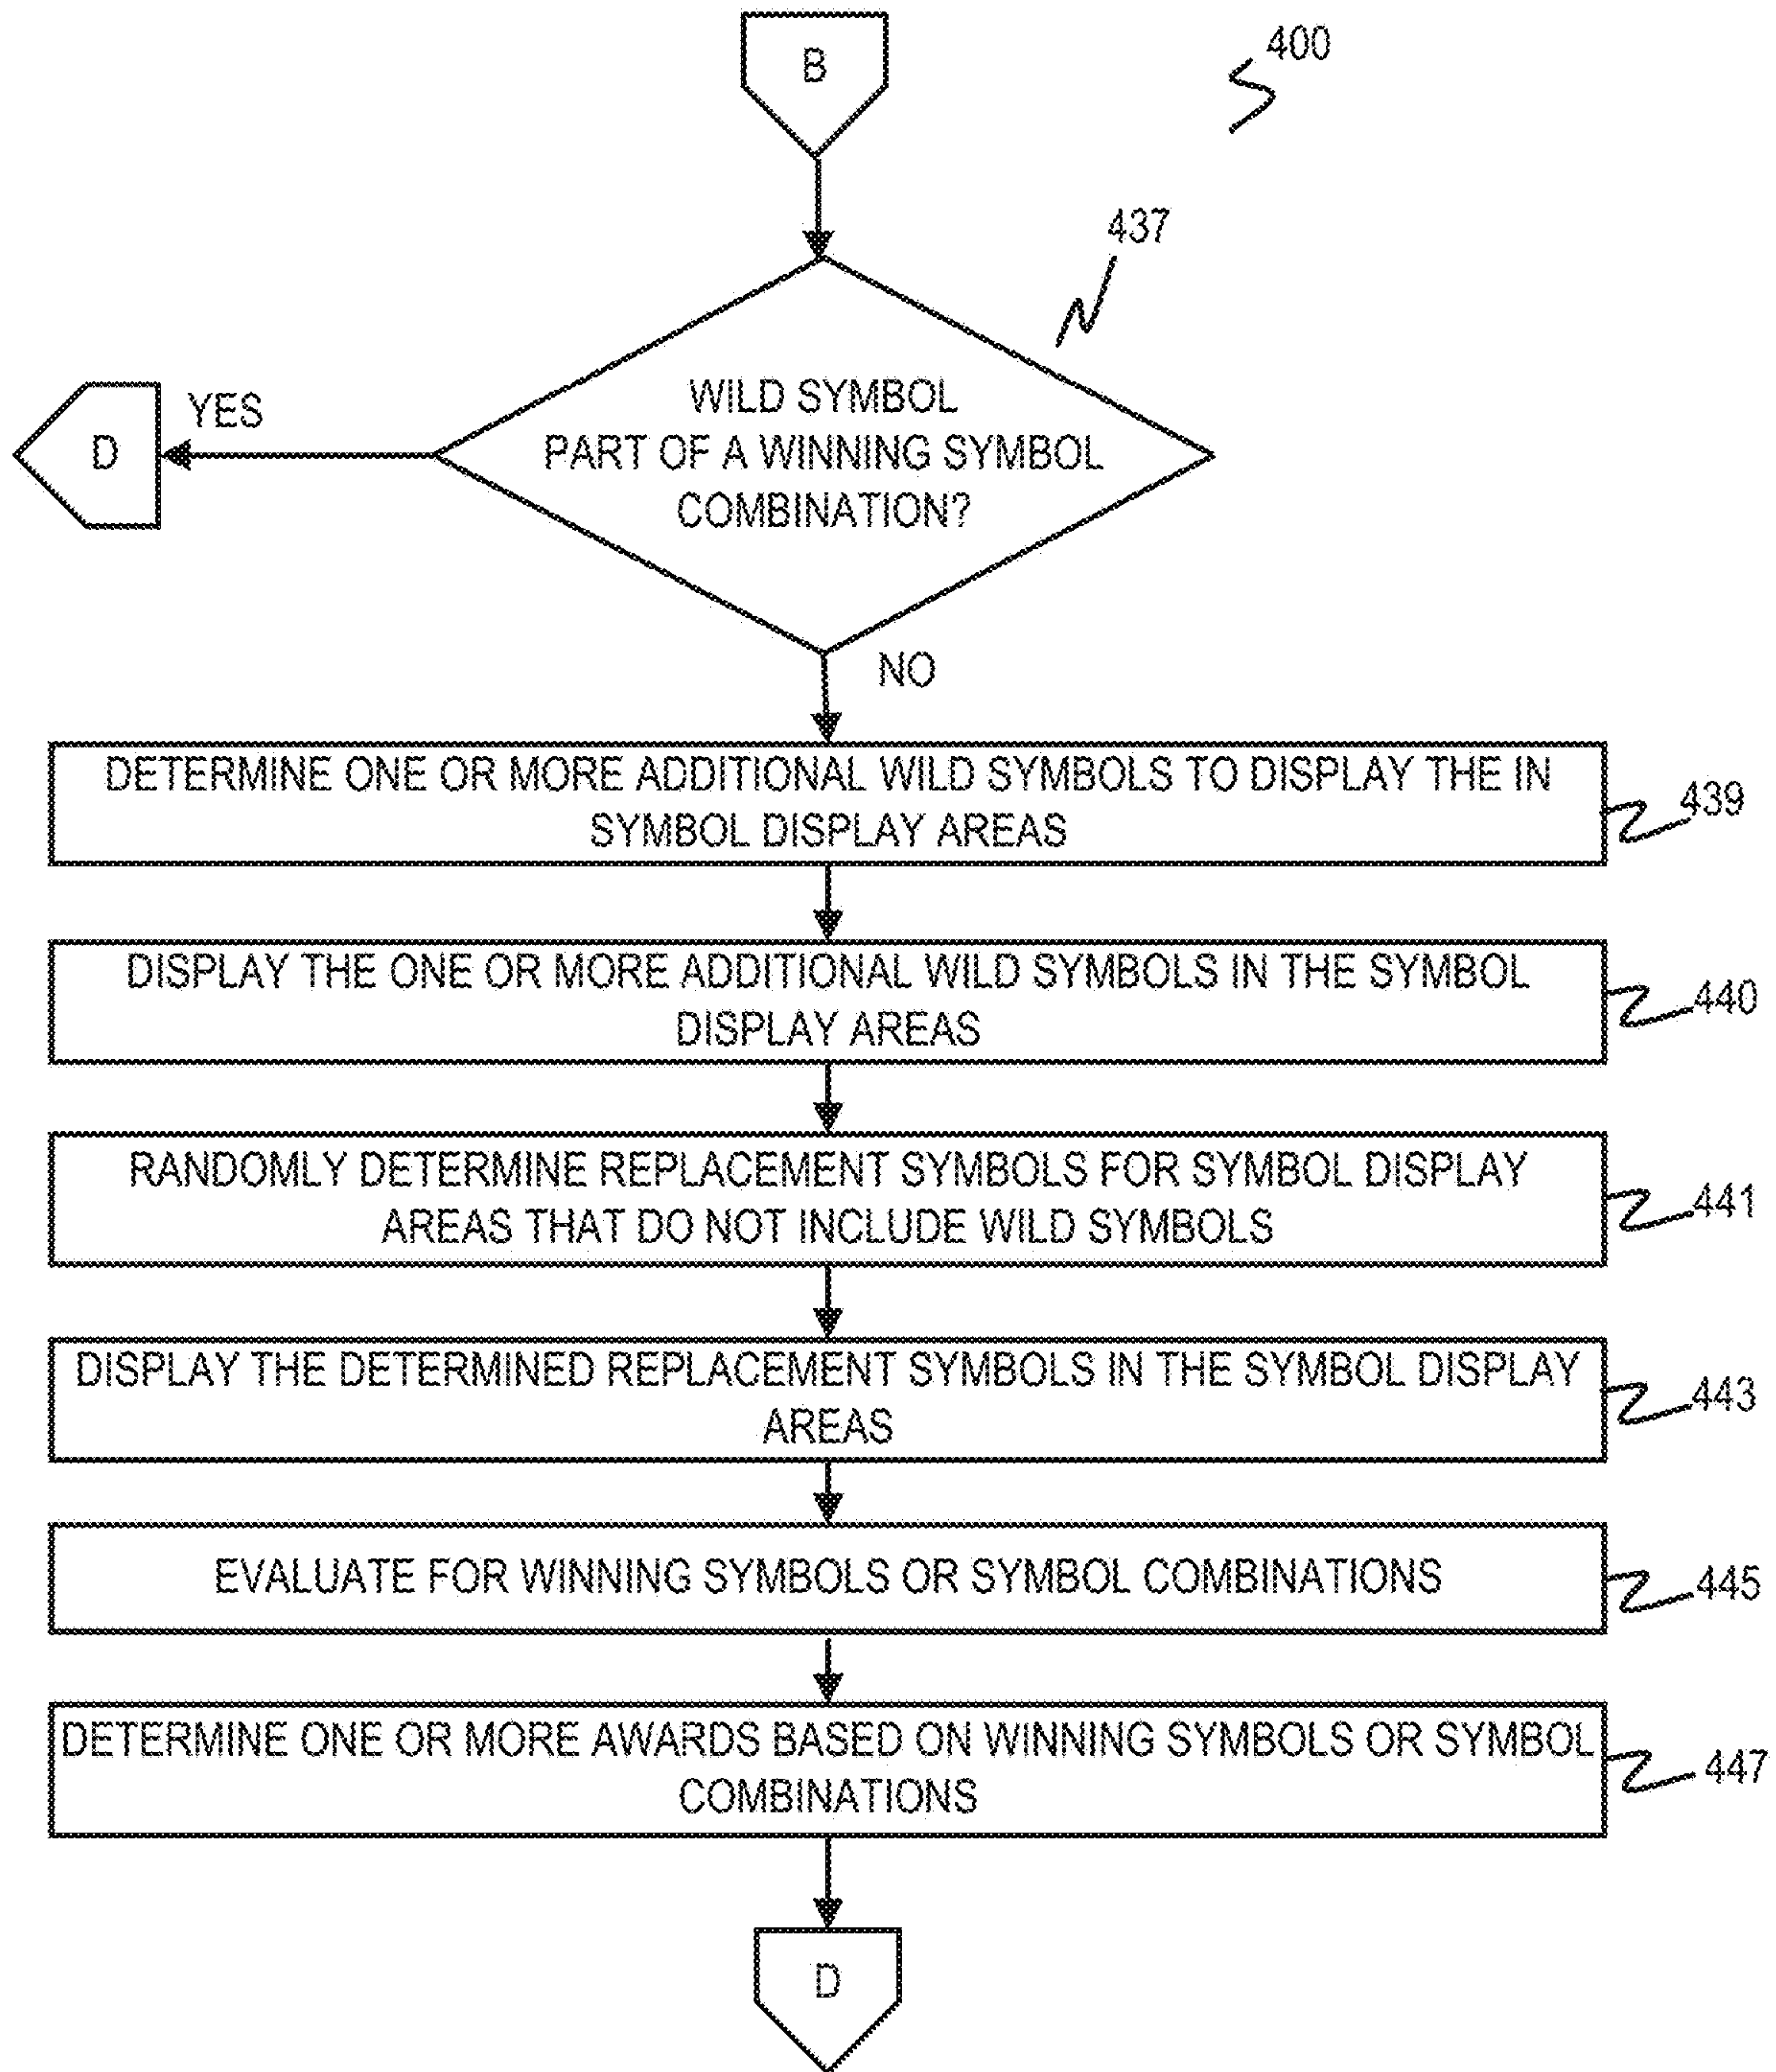 B
400
437
WILD SYMBOL
PART OF A WINNING SYMBOL
COMBINATION?
YES
D
NO
DETERMINE ONE OR MORE ADDITIONAL WILD SYMBOLS TO DISPLAY THE IN
SYMBOL DISPLAY AREAS
439
DISPLAY THE ONE OR MORE ADDITIONAL WILD SYMBOLS IN THE SYMBOL
DISPLAY AREAS
440
RANDOMLY DETERMINE REPLACEMENT SYMBOLS FOR SYMBOL DISPLAY
AREAS THAT DO NOT INCLUDE WILD SYMBOLS
441
DISPLAY THE DETERMINED REPLACEMENT SYMBOLS IN THE SYMBOL DISPLAY
AREAS
443
EVALUATE FOR WINNING SYMBOLS OR SYMBOL COMBINATIONS
445
DETERMINE ONE OR MORE AWARDS BASED ON WINNING SYMBOLS OR SYMBOL
COMBINATIONS
447
D